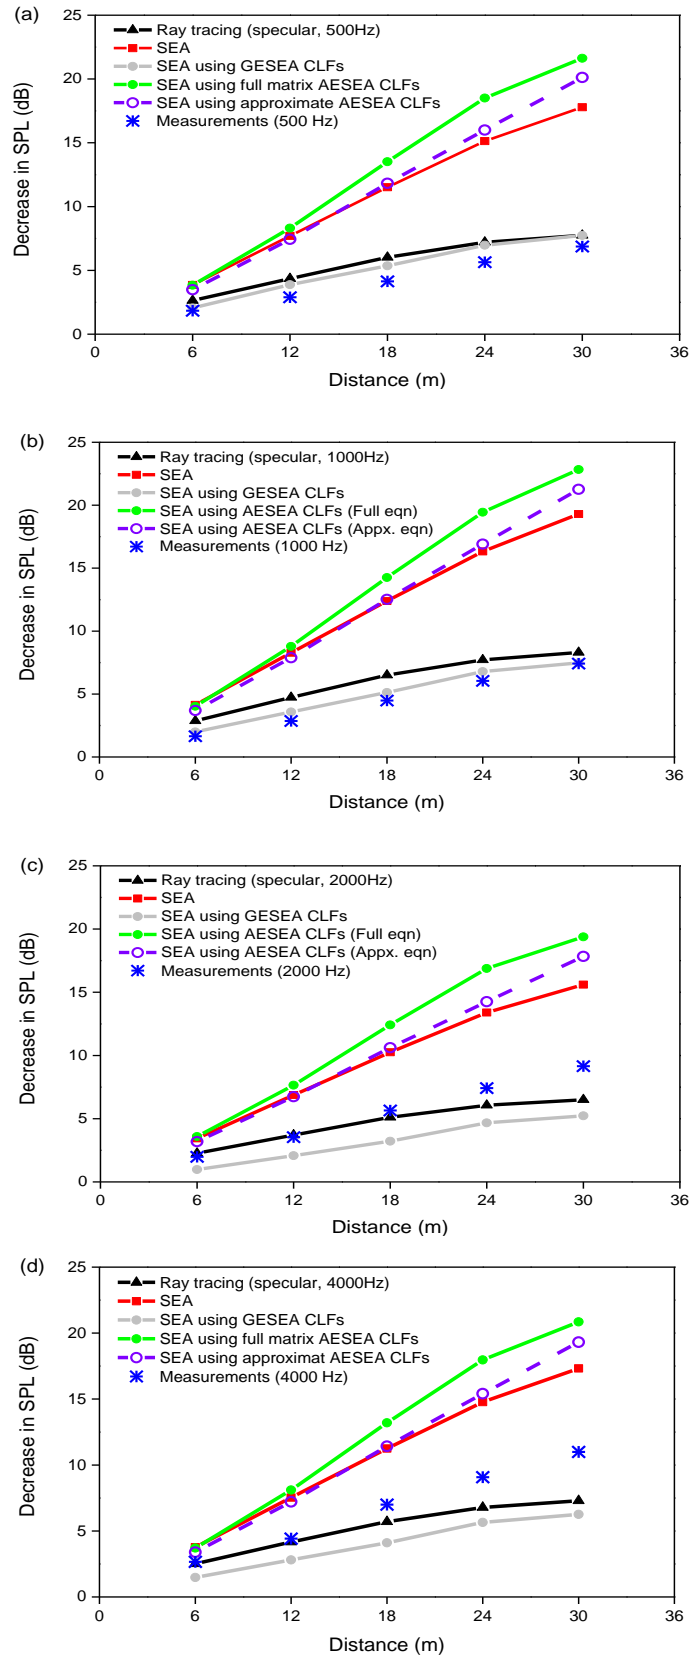 (a)
25
20
15
10
5
0
Decrease in SPL (dB)
Ray tracing (specular, 500Hz)
SEA
SEA using GESEA CLFs
SEA using full matrix AESEA CLFs
SEA using approximate AESEA CLFs
Measurements (500 Hz)
0 6 12 18 24 30 36
Distance (m)
(b)
25
20
15
10
5
0
Decrease in SPL (dB)
Ray tracing (specular, 1000Hz)
SEA
SEA using GESEA CLFs
SEA using AESEA CLFs (Full eqn)
SEA using AESEA CLFs (Appx. eqn)
Measurements (1000 Hz)
0 6 12 18 24 30 36
Distance (m)
(c)
25
20
15
10
5
0
Decrease in SPL (dB)
Ray tracing (specular, 2000Hz)
SEA
SEA using GESEA CLFs
SEA using AESEA CLFs (Full eqn)
SEA using AESEA CLFs (Appx. eqn)
Measurements (2000 Hz)
0 6 12 18 24 30 36
Distance (m)
(d)
25
20
15
10
5
0
Decrease in SPL (dB)
Ray tracing (specular, 4000Hz)
SEA
SEA using GESEA CLFs
SEA using full matrix AESEA CLFs
SEA using approximat AESEA CLFs
Measurements (4000 Hz)
0 6 12 18 24 30 36
Distance (m)